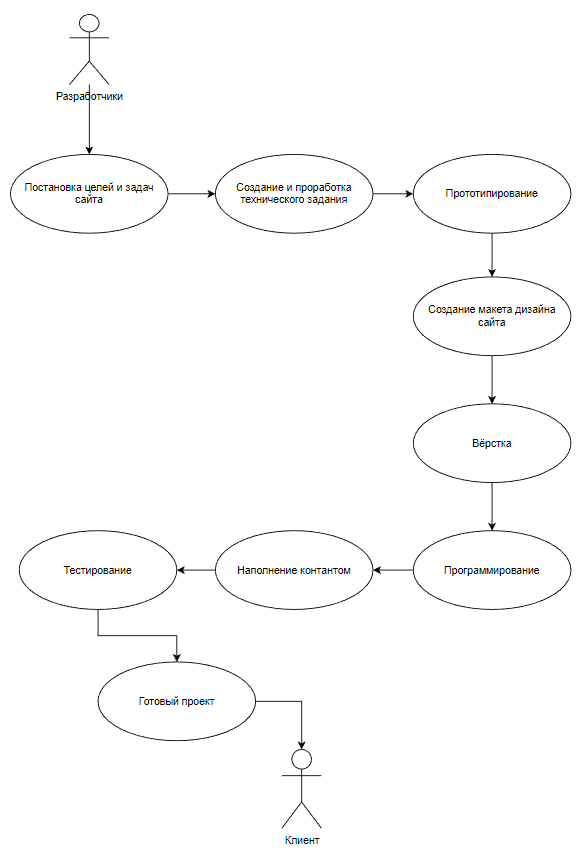 Разработчики
Постановка целей и задач
сайта
Создание и проработка
технического задания
Прототипирование
Создание макета дизайна
сайта
Вёрстка
Программирование
Наполнение контантом
Тестирование
Готовый проект
Клиент